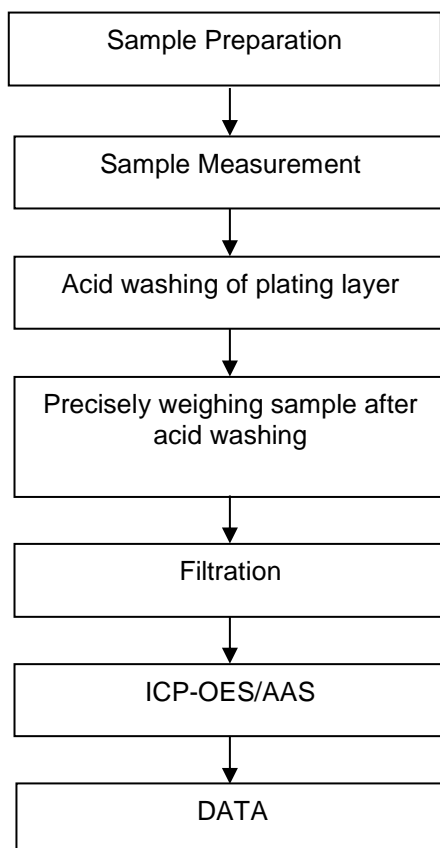 Sample Preparation
Sample Measurement
Acid washing of plating layer
Precisely weighing sample after
acid washing
Filtration
ICP-OES/AAS
DATA